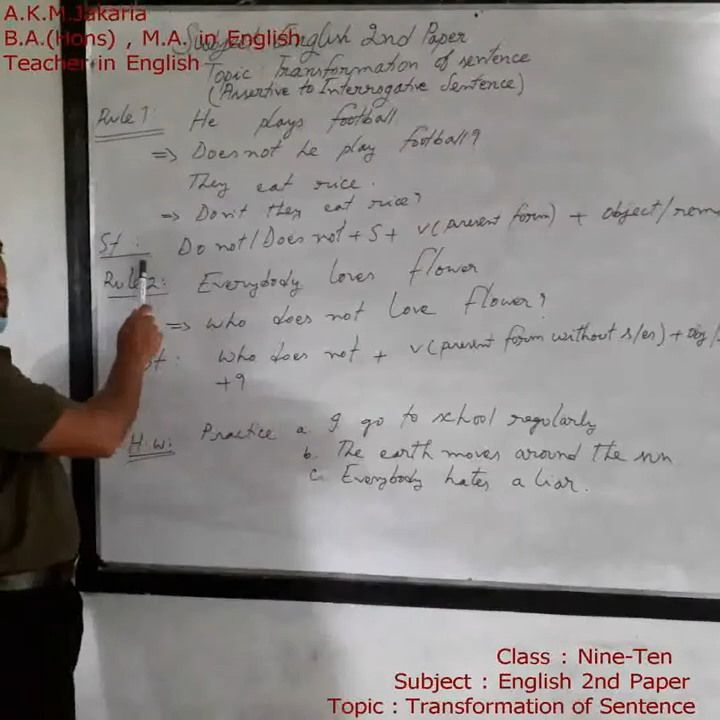 A.K.M.Jakaria
B.A.(Hons) , M.A. in English
Teacher in English
Subject English 2nd Paper
Topic Transformation of sentence
(Assertive to Interrogative Sentence)
Rule 1: He plays football.
=> Does not he play football?
They eat rice.
=> Don't they eat rice?
St: Do not/Does not + S + V(present form) + object/
Rule 2: Everybody loves flower
=> who does not love flower?
St: who does not + V(present form without s/es) + obj/
+ ?
H.W: Practice a. I go to school regularly
b. The earth moves around the sun
c. Everybody hates a liar.
Class : Nine-Ten
Subject : English 2nd Paper
Topic : Transformation of Sentence